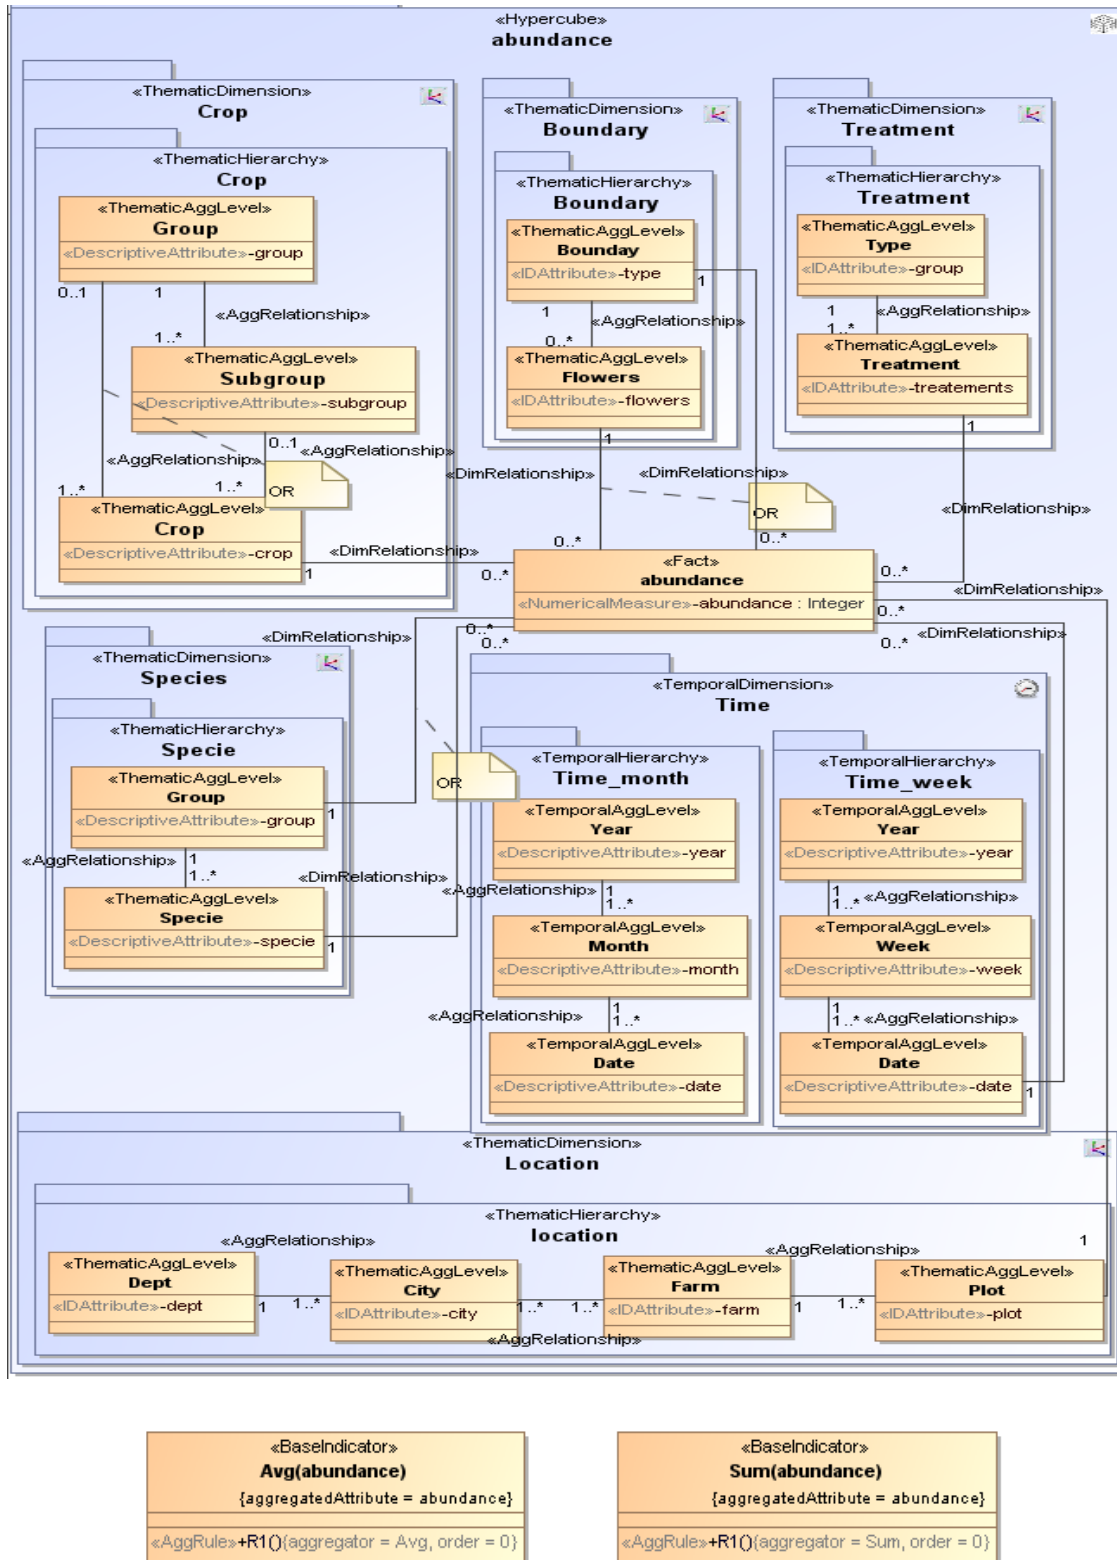 «Hypercube»
abundance
«ThematicDimension»
Crop
«ThematicHierarchy»
Crop
«ThematicAggLevel»
Group
«DescriptiveAttribute»-group
0..1
1
«AggRelationship»
1..*
«ThematicAggLevel»
Subgroup
«DescriptiveAttribute»-subgroup
0..1
«AggRelationship»
«AggRelationship»
1..*
1..*
OR
«ThematicAggLevel»
Crop
«DescriptiveAttribute»-crop
1
«DimRelationship»
0..*
«ThematicDimension»
Boundary
«ThematicHierarchy»
Boundary
«ThematicAggLevel»
Bounday
«IDAttribute»-type
1
1
«AggRelationship»
0..*
«ThematicAggLevel»
Flowers
«IDAttribute»-flowers
1
«DimRelationship»
«DimRelationship»
OR
0..*
0..*
«ThematicDimension»
Treatment
«ThematicHierarchy»
Treatment
«ThematicAggLevel»
Type
«IDAttribute»-group
1
«AggRelationship»
1..*
«ThematicAggLevel»
Treatment
«IDAttribute»-treatements
1
«DimRelationship»
0..*
«Fact»
abundance
«NumericalMeasure»-abundance : Integer
«DimRelationship»
0..*
«DimRelationship»
0..*
«DimRelationship»
0..*
0..*
«ThematicDimension»
Species
«ThematicHierarchy»
Specie
«ThematicAggLevel»
Group
«DescriptiveAttribute»-group
1
«AggRelationship»
1
1..*
«DimRelationship»
«ThematicAggLevel»
Specie
«DescriptiveAttribute»-specie
1
OR
«TemporalDimension»
Time
«TemporalHierarchy»
Time_month
«TemporalAggLevel»
Year
«DescriptiveAttribute»-year
«AggRelationship»
1
1..*
«TemporalAggLevel»
Month
«DescriptiveAttribute»-month
«AggRelationship»
1
1..*
«TemporalAggLevel»
Date
«DescriptiveAttribute»-date
«TemporalHierarchy»
Time_week
«TemporalAggLevel»
Year
«DescriptiveAttribute»-year
1
1..*
«AggRelationship»
«TemporalAggLevel»
Week
«DescriptiveAttribute»-week
1
1..*
«AggRelationship»
«TemporalAggLevel»
Date
«DescriptiveAttribute»-date
1
«ThematicDimension»
Location
«ThematicHierarchy»
location
«AggRelationship»
«AggRelationship»
1
«ThematicAggLevel»
Dept
«IDAttribute»-dept
1
1..*
«ThematicAggLevel»
City
«IDAttribute»-city
1..*
1..*
«AggRelationship»
«ThematicAggLevel»
Farm
«IDAttribute»-farm
1
1..*
«ThematicAggLevel»
Plot
«IDAttribute»-plot
«BaseIndicator»
Avg(abundance)
{aggregatedAttribute = abundance}
«AggRule»+R1(){aggregator = Avg, order = 0}
«BaseIndicator»
Sum(abundance)
{aggregatedAttribute = abundance}
«AggRule»+R1(){aggregator = Sum, order = 0}